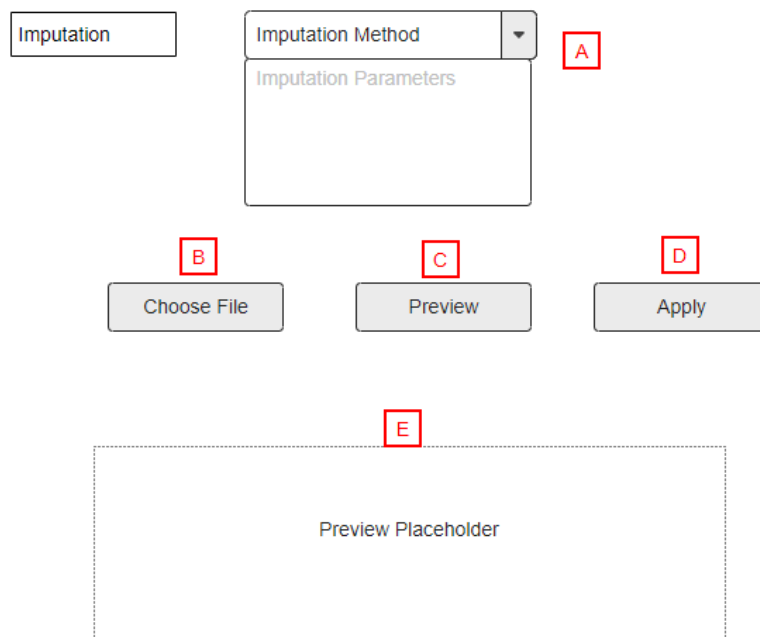 Imputation
Imputation Method
A
Imputation Parameters
B
C
D
Choose File
Preview
Apply
E
Preview Placeholder